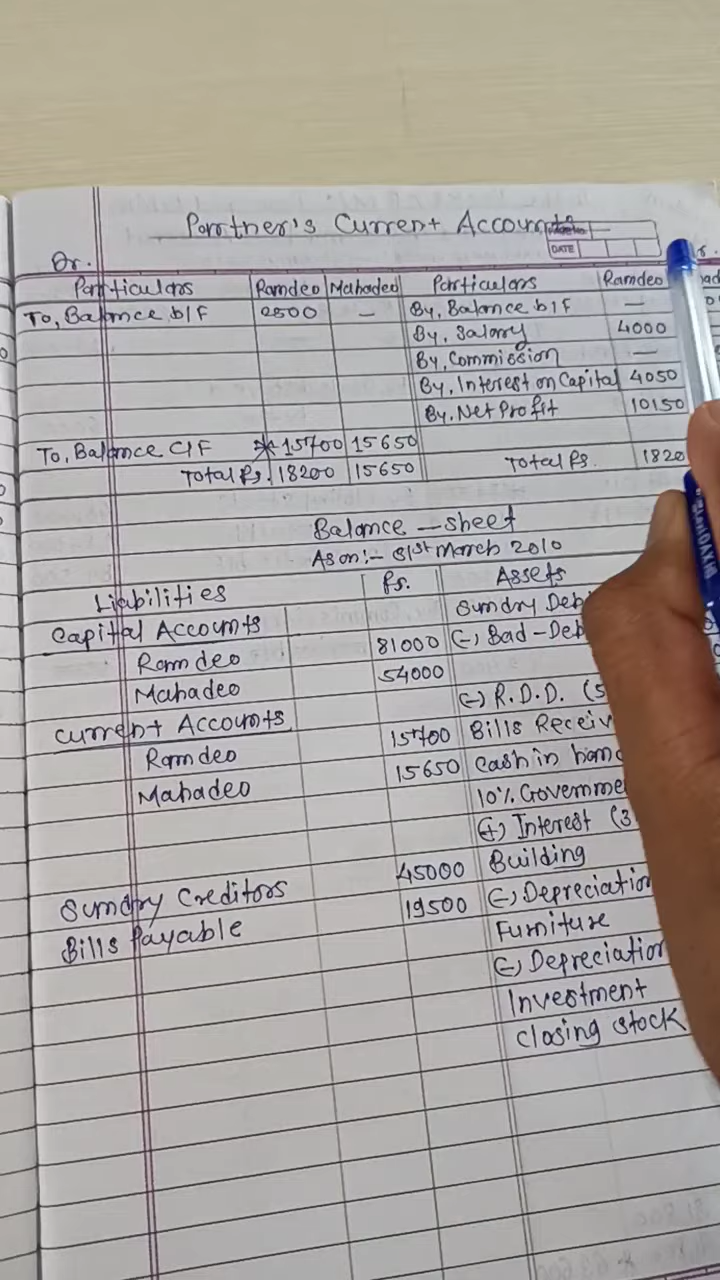 Partner's Current Account
DATE
Dr.
Particulars Ramdeo Mahadeo Particulars Ramdeo
To, Balance b/F 2500 — By, Balance b/F —
By, Salary 4000
By, Commission —
By, Interest on Capital 4050
By, Net Profit 10150
To, Balance C/F 15700 15650
Total Rs. 18200 15650 Total Rs. 1820
Balance - Sheet
As on:- 31st March 2010
Liabilities Rs. Assets
Capital Accounts Sundry Deb
Ramdeo 81000 (-) Bad-Deb
Mahadeo 54000
(-) R.D.D. (5
Current Accounts
Ramdeo 15700 Bills Receiv
Mahadeo 15650 Cash in hand
10% Governme
(+) Interest (3
Sundry Creditors 45000 Building
Bills Payable 19500 (-) Depreciation
Furniture
(-) Depreciation
Investment
Closing Stock